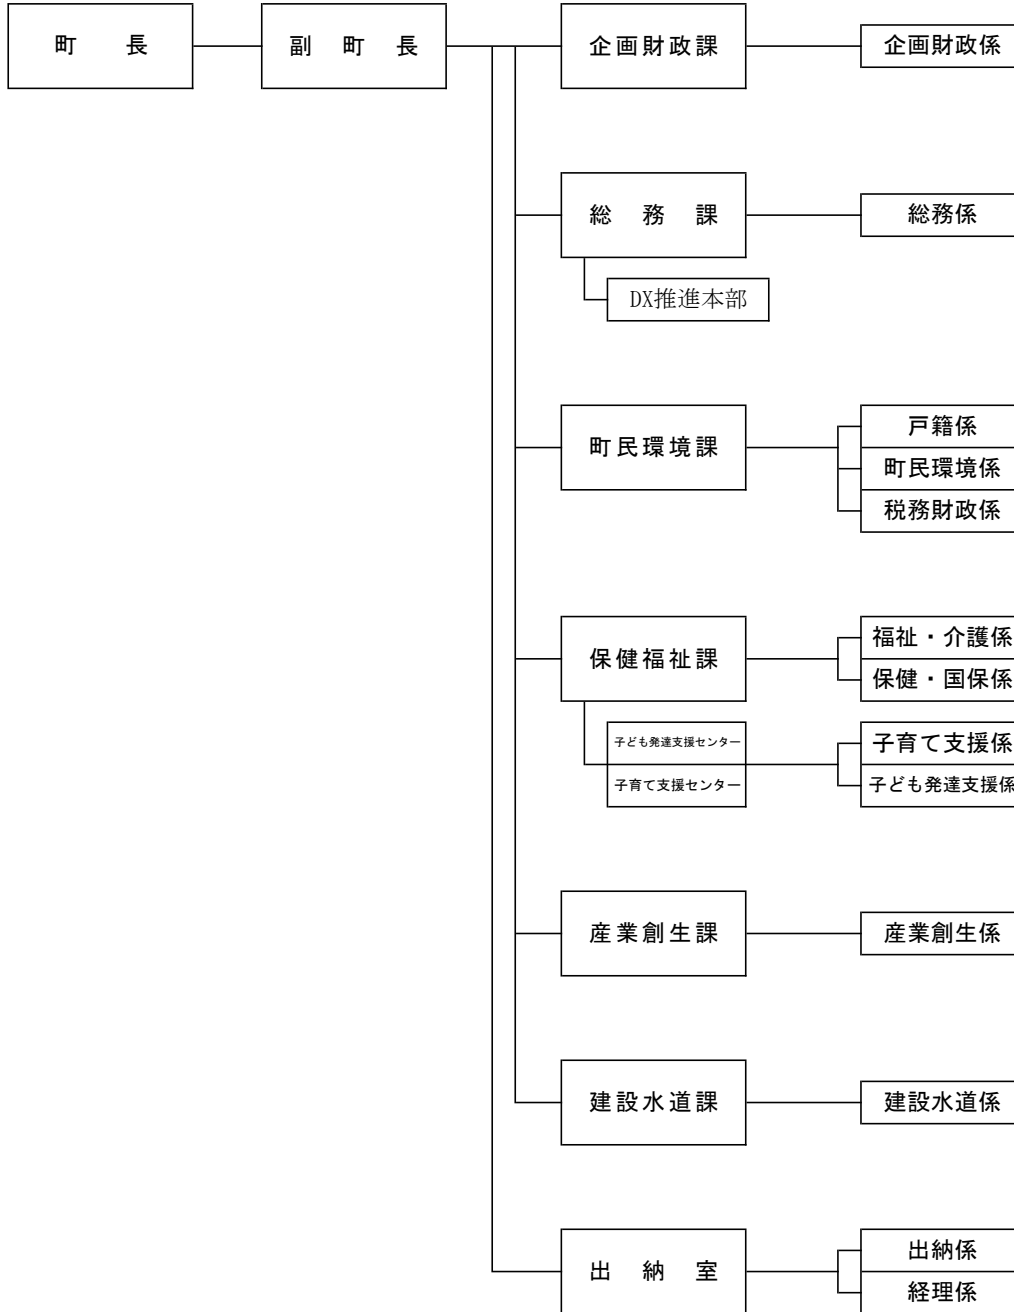 町　長
副　町　長
企画財政課
企画財政係
総　務　課
総務係
DX推進本部
町民環境課
戸籍係
町民環境係
税務財政係
保健福祉課
福祉・介護係
保健・国保係
子ども発達支援センター
子育て支援センター
子育て支援係
子ども発達支援係
産業創生課
産業創生係
建設水道課
建設水道係
出　納　室
出納係
経理係